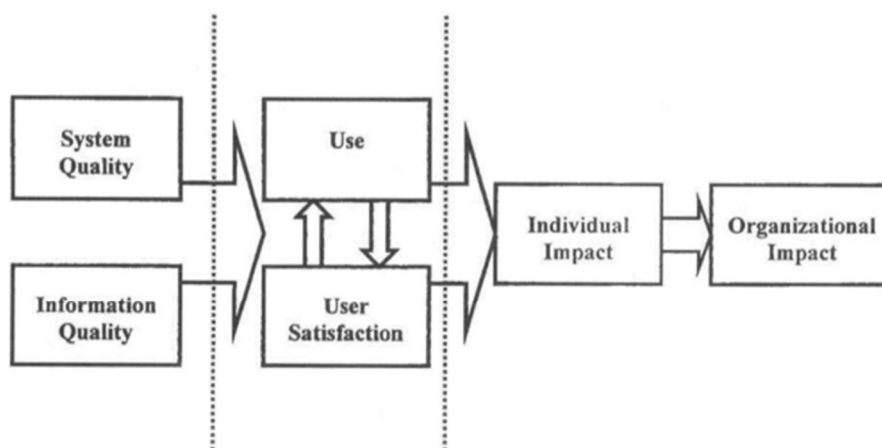 System
Quality
Use
Individual
Impact
Organizational
Impact
Information
Quality
User
Satisfaction